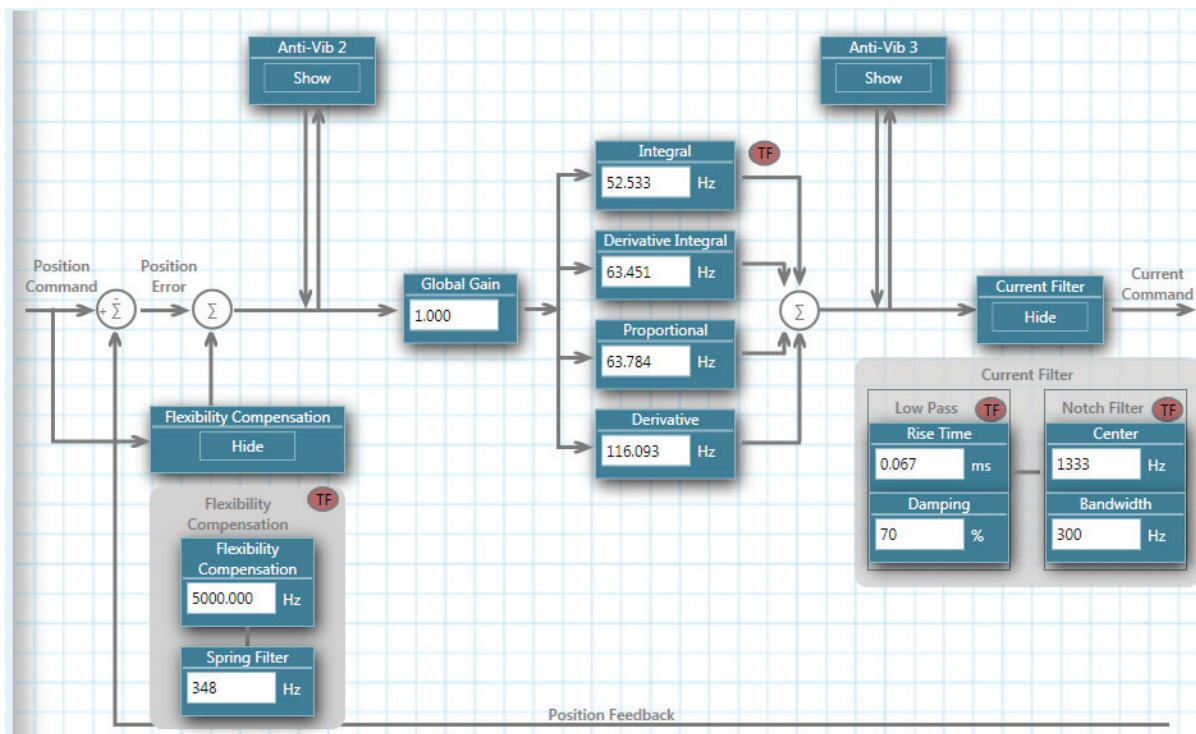 Anti-Vib 2
Show
Anti-Vib 3
Show
Integral
52.533 Hz
TF
Derivative Integral
63.451 Hz
Position
Command
Position
Error
+
-
Σ
Σ
Global Gain
1.000
Proportional
63.784 Hz
Σ
Current Filter
Hide
Current
Command
Derivative
116.093 Hz
Flexibility Compensation
Hide
Current Filter
Low Pass TF
Rise Time
0.067 ms
Damping
70 %
Notch Filter TF
Center
1333 Hz
Bandwidth
300 Hz
TF
Flexibility
Compensation
Flexibility
Compensation
5000.000 Hz
Spring Filter
348 Hz
Position Feedback